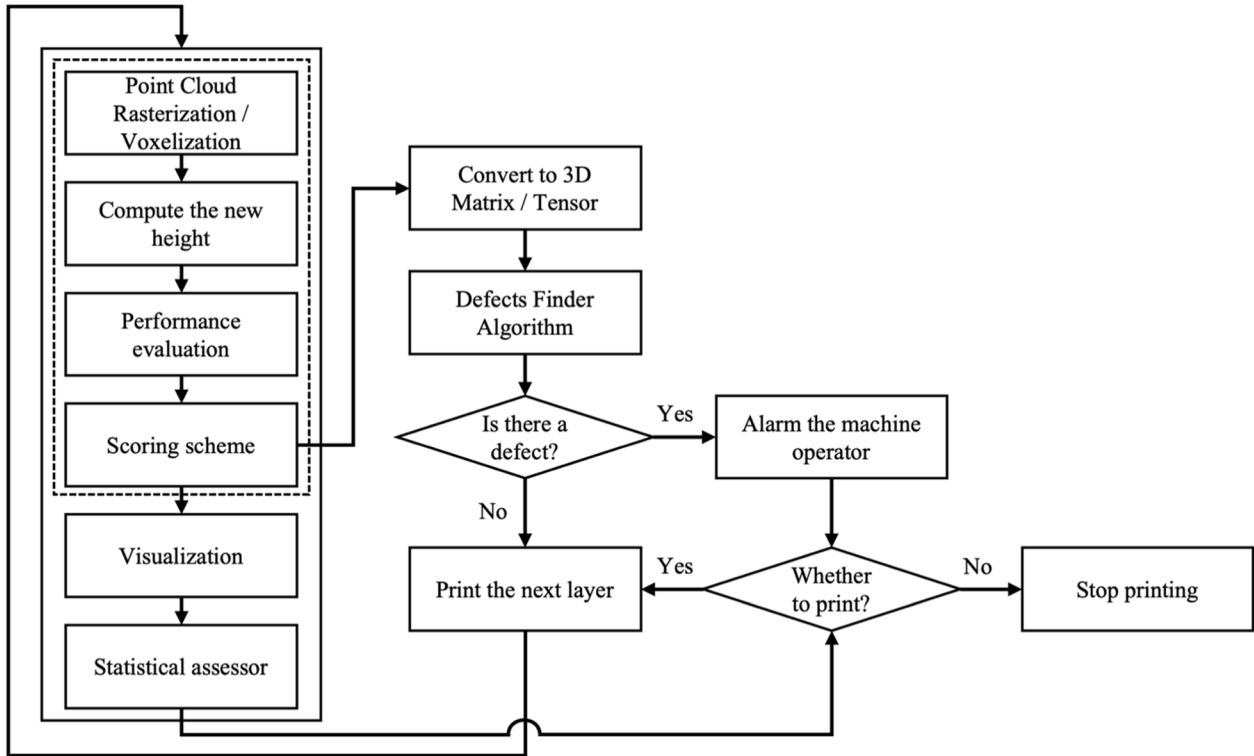 Point Cloud
Rasterization /
Voxelization
Compute the new
height
Performance
evaluation
Scoring scheme
Visualization
Statistical assessor
Convert to 3D
Matrix / Tensor
Defects Finder
Algorithm
Is there a
defect?
Yes
No
Alarm the machine
operator
Print the next layer
Yes
Whether
to print?
No
Stop printing